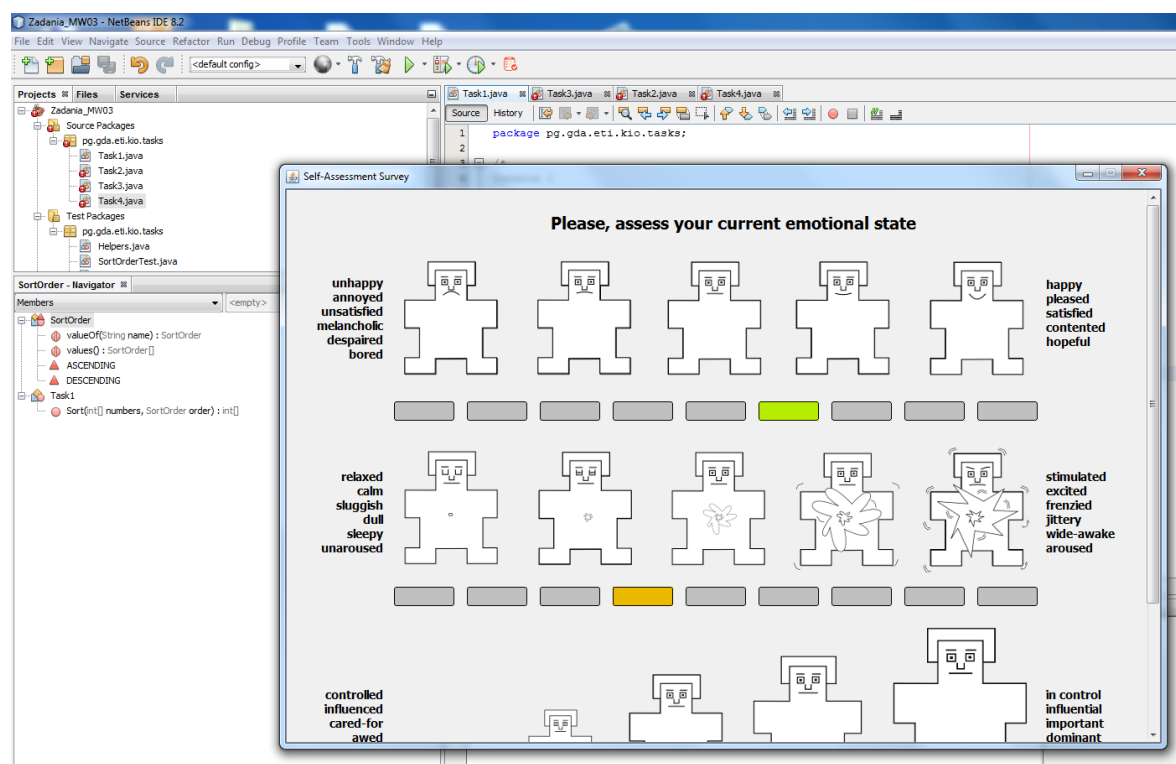 Zadania_MW03 - NetBeans IDE 8.2
File Edit View Navigate Source Refactor Run Debug Profile Team Tools Window Help
<default config>
Projects Files Services
Zadania_MW03
Source Packages
pg.gda.eti.kio.tasks
Task1.java
Task2.java
Task3.java
Task4.java
Test Packages
pg.gda.eti.kio.tasks
Helpers.java
SortOrderTest.java
SortOrder - Navigator
Members
<empty>
SortOrder
valueOf(String name) : SortOrder
values() : SortOrder[]
ASCENDING
DESCENDING
Task1
Sort(int[] numbers, SortOrder order) : int[]
Task1.java Task3.java Task2.java Task4.java
Source History
1 package pg.gda.eti.kio.tasks;
2
3 /*
Self-Assessment Survey
Please, assess your current emotional state
unhappy
annoyed
unsatisfied
melancholic
despaired
bored
happy
pleased
satisfied
contented
hopeful
relaxed
calm
sluggish
dull
sleepy
unaroused
stimulated
excited
frenzied
jittery
wide-awake
aroused
controlled
influenced
cared-for
awed
in control
influential
important
dominant